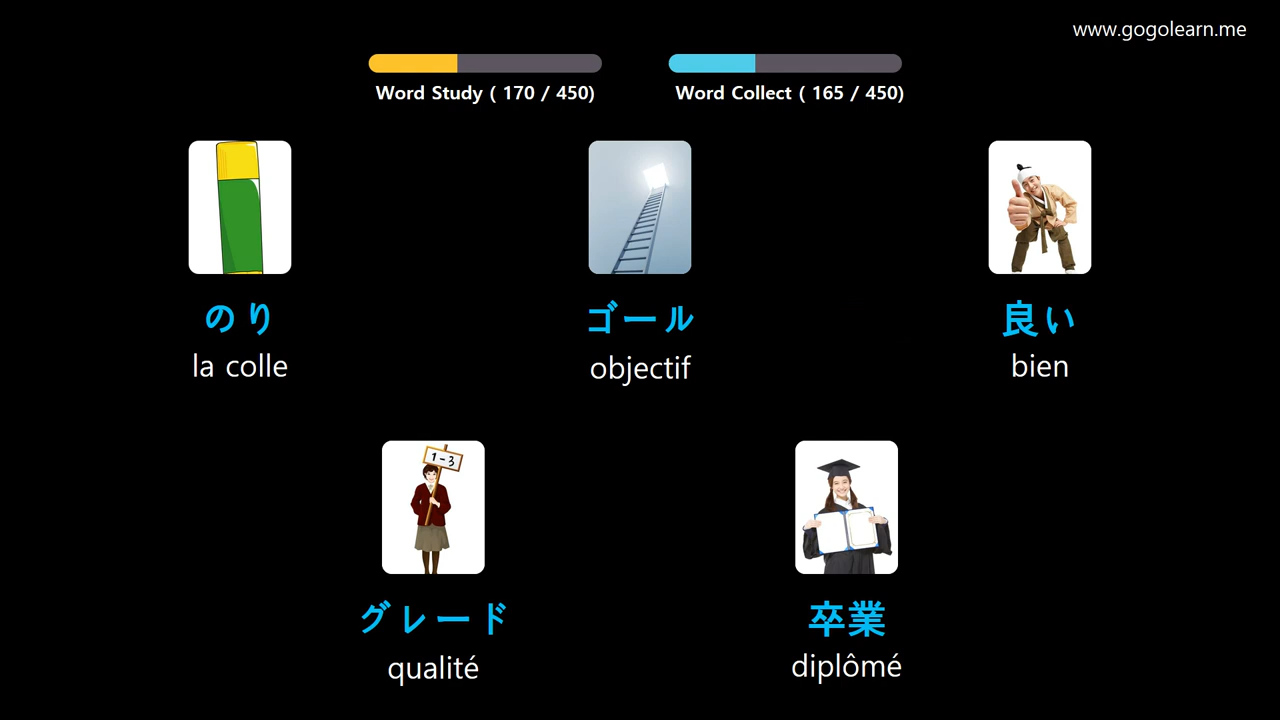 www.gogolearn.me
Word Study ( 170 / 450)
Word Collect ( 165 / 450)
のり
la colle
ゴール
objectif
良い
bien
1-3
グレード
qualité
卒業
diplômé